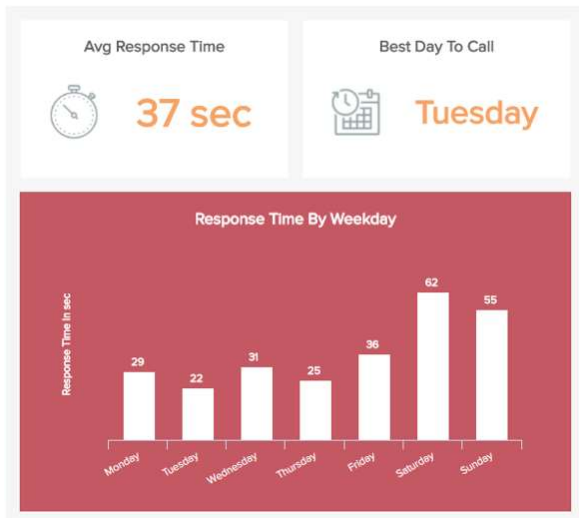 Avg Response Time
37 sec
Best Day To Call
Tuesday
Response Time By Weekday
Response Time in sec
29
22
31
25
36
62
55
Monday
Tuesday
Wednesday
Thursday
Friday
Saturday
Sunday